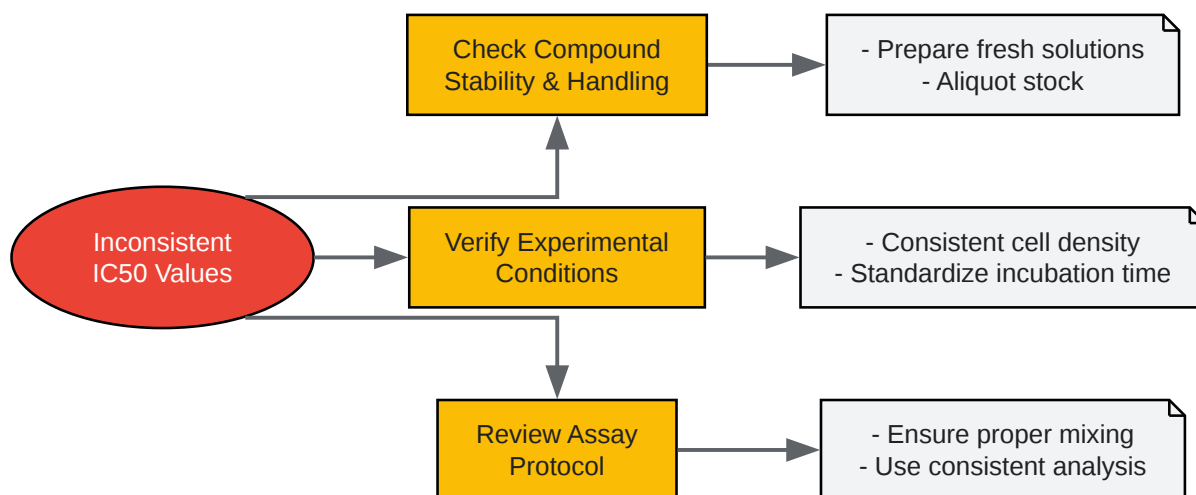 Check Compound
Stability & Handling
- Prepare fresh solutions
- Aliquot stock
Inconsistent
IC50 Values
Verify Experimental
Conditions
- Consistent cell density
- Standardize incubation time
Review Assay
Protocol
- Ensure proper mixing
- Use consistent analysis